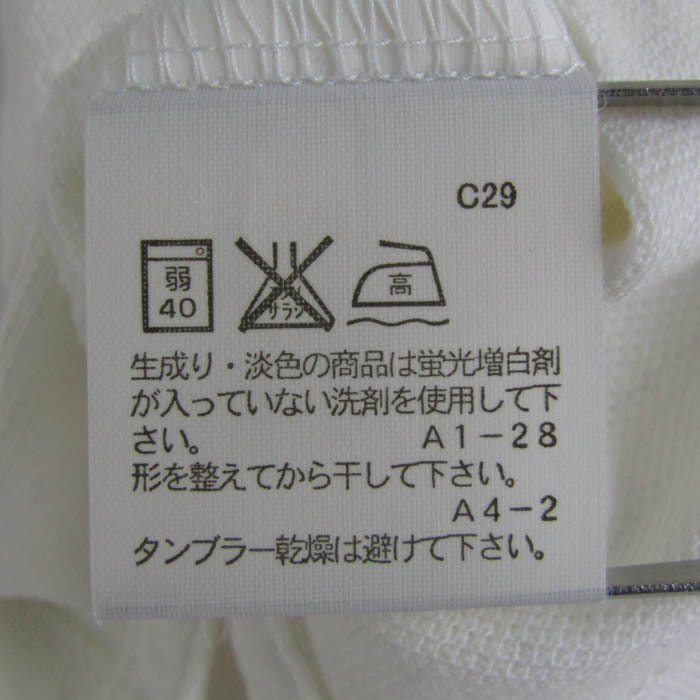 C29
弱
40
サラシ
高
生成り・淡色の商品は蛍光増白剤
が入っていない洗剤を使用して下
さい。 A1-28
形を整えてから干して下さい。
A4-2
タンブラー乾燥は避けて下さい。